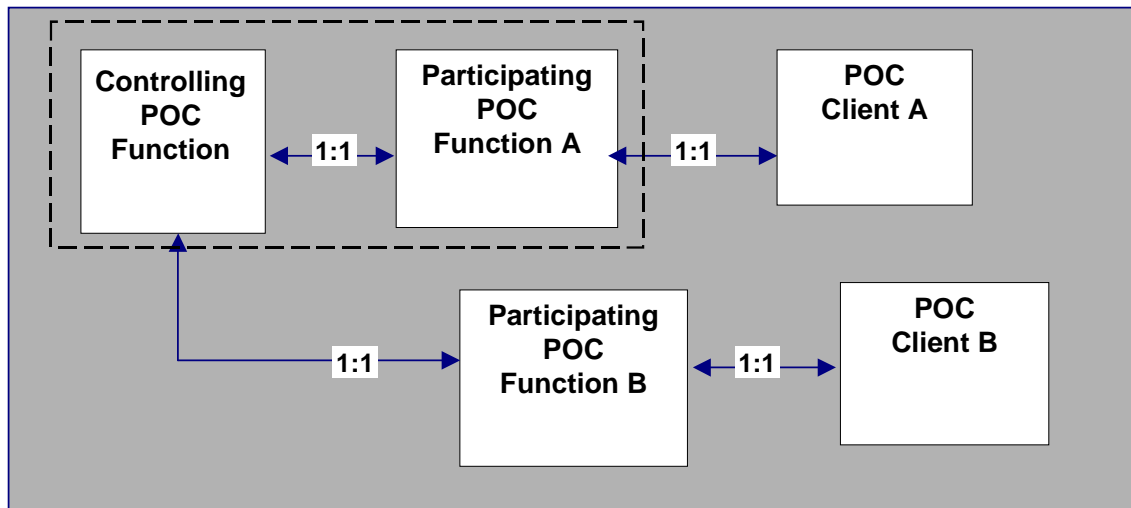 Controlling
POC
Function
1:1
Participating
POC
Function A
1:1
POC
Client A
1:1
Participating
POC
Function B
1:1
POC
Client B